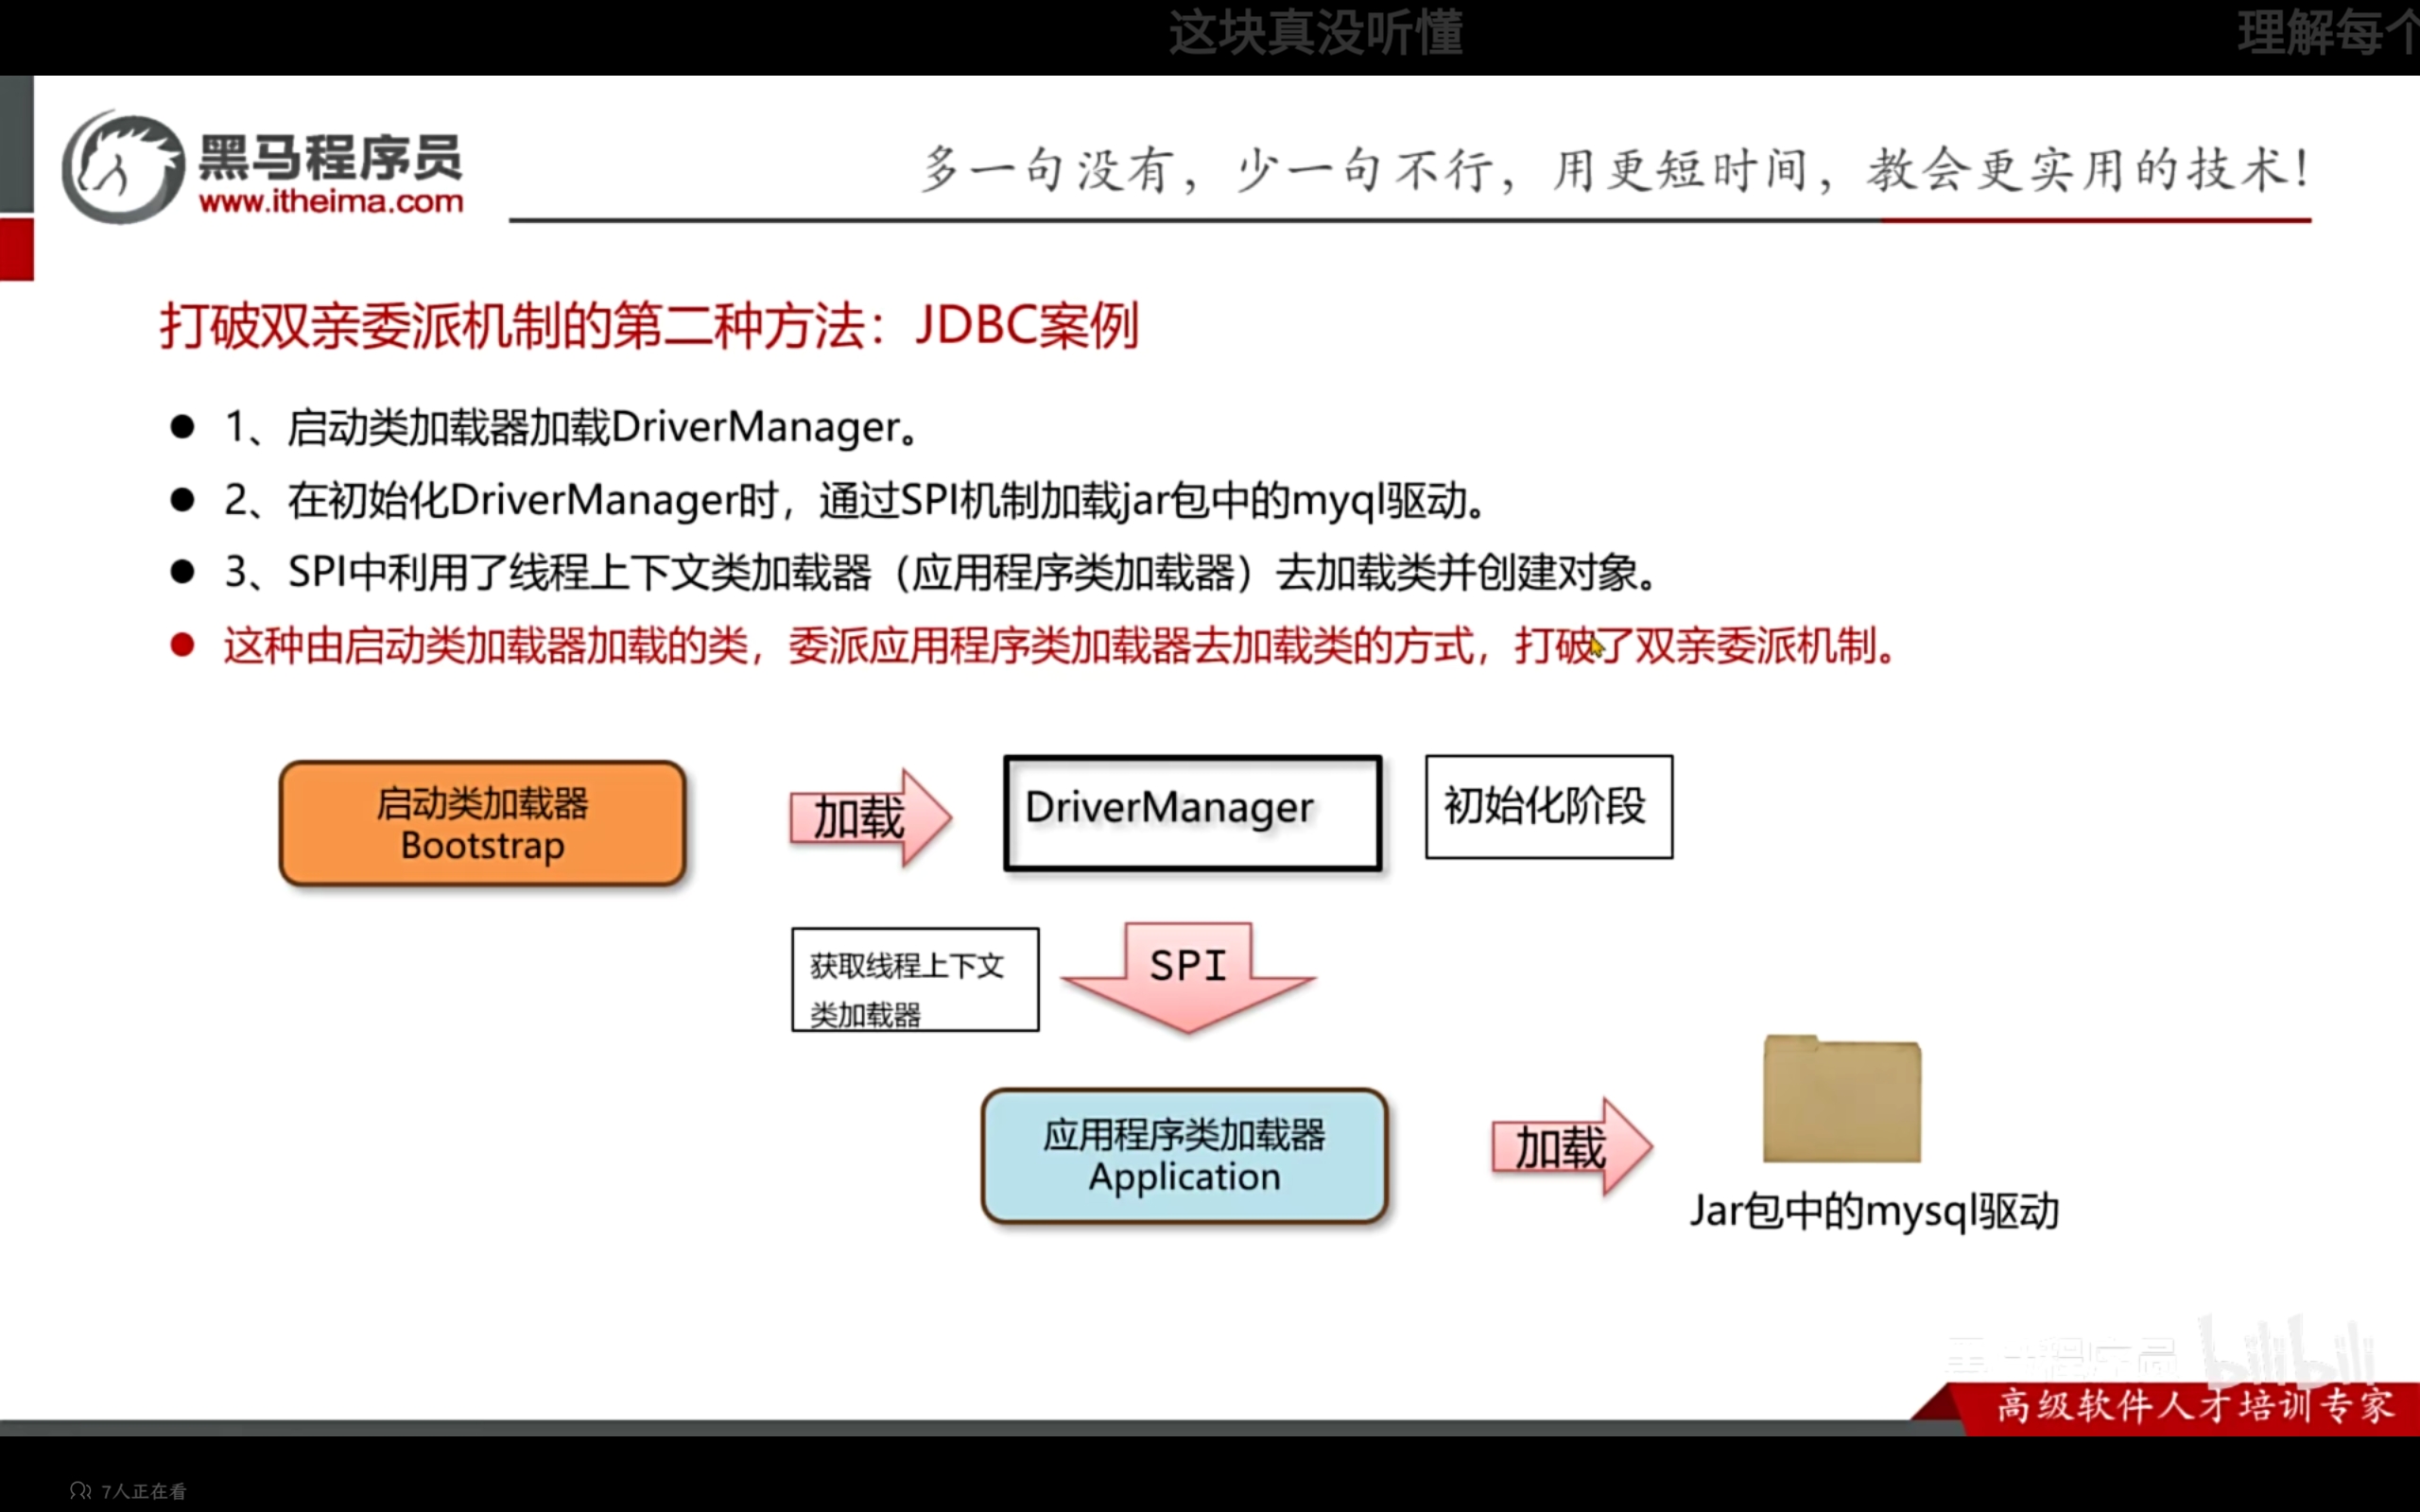 这块真没听懂
理解每个
黑马程序员
www.itheima.com
多一句没有，少一句不行，用更短时间，教会更实用的技术！
打破双亲委派机制的第二种方法：JDBC案例
● 1、启动类加载器加载DriverManager。
● 2、在初始化DriverManager时，通过SPI机制加载jar包中的myql驱动。
● 3、SPI中利用了线程上下文类加载器（应用程序类加载器）去加载类并创建对象。
● 这种由启动类加载器加载的类，委派应用程序类加载器去加载类的方式，打破了双亲委派机制。
启动类加载器
Bootstrap
加载
DriverManager
初始化阶段
获取线程上下文
类加载器
SPI
应用程序类加载器
Application
加载
Jar包中的mysql驱动
黑马程序员 bilibili
高级软件人才培训专家
7人正在看